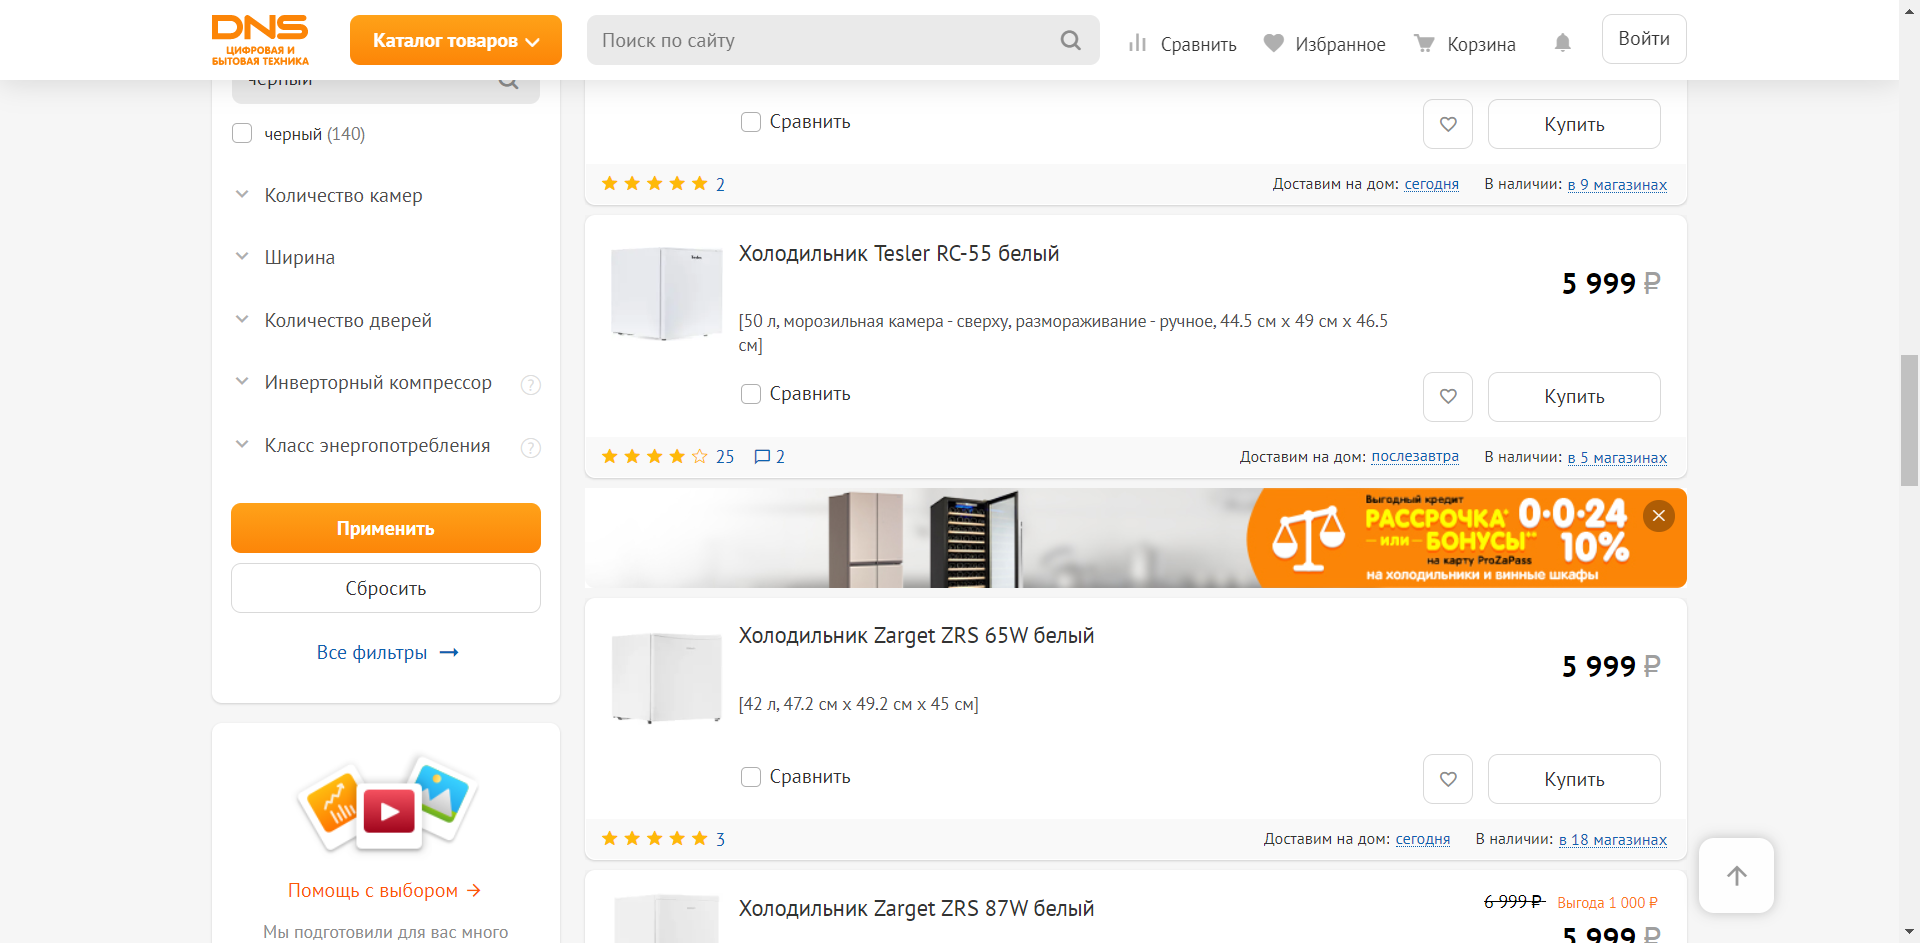 DNS
ЦИФРОВАЯ И
БЫТОВАЯ ТЕХНИКА
Каталог товаров
Поиск по сайту
Сравнить
Избранное
Корзина
Войти
черный
черный (140)
Количество камер
Ширина
Количество дверей
Инверторный компрессор ?
Класс энергопотребления ?
Применить
Сбросить
Все фильтры
Помощь с выбором
Мы подготовили для вас много
Сравнить
Купить
2
Доставим на дом: сегодня
В наличии: в 9 магазинах
Холодильник Tesler RC-55 белый
5 999 ₽
[50 л, морозильная камера - сверху, размораживание - ручное, 44.5 см x 49 см x 46.5
см]
Сравнить
Купить
25
2
Доставим на дом: послезавтра
В наличии: в 5 магазинах
Выгодный кредит
РАССРОЧКА* 0·0·24
—или— БОНУСЫ** 10%
на карту ProZaPass
на холодильники и винные шкафы
Холодильник Zarget ZRS 65W белый
5 999 ₽
[42 л, 47.2 см x 49.2 см x 45 см]
Сравнить
Купить
3
Доставим на дом: сегодня
В наличии: в 18 магазинах
Холодильник Zarget ZRS 87W белый
6 999 ₽
Выгода 1 000 ₽
5 999 ₽